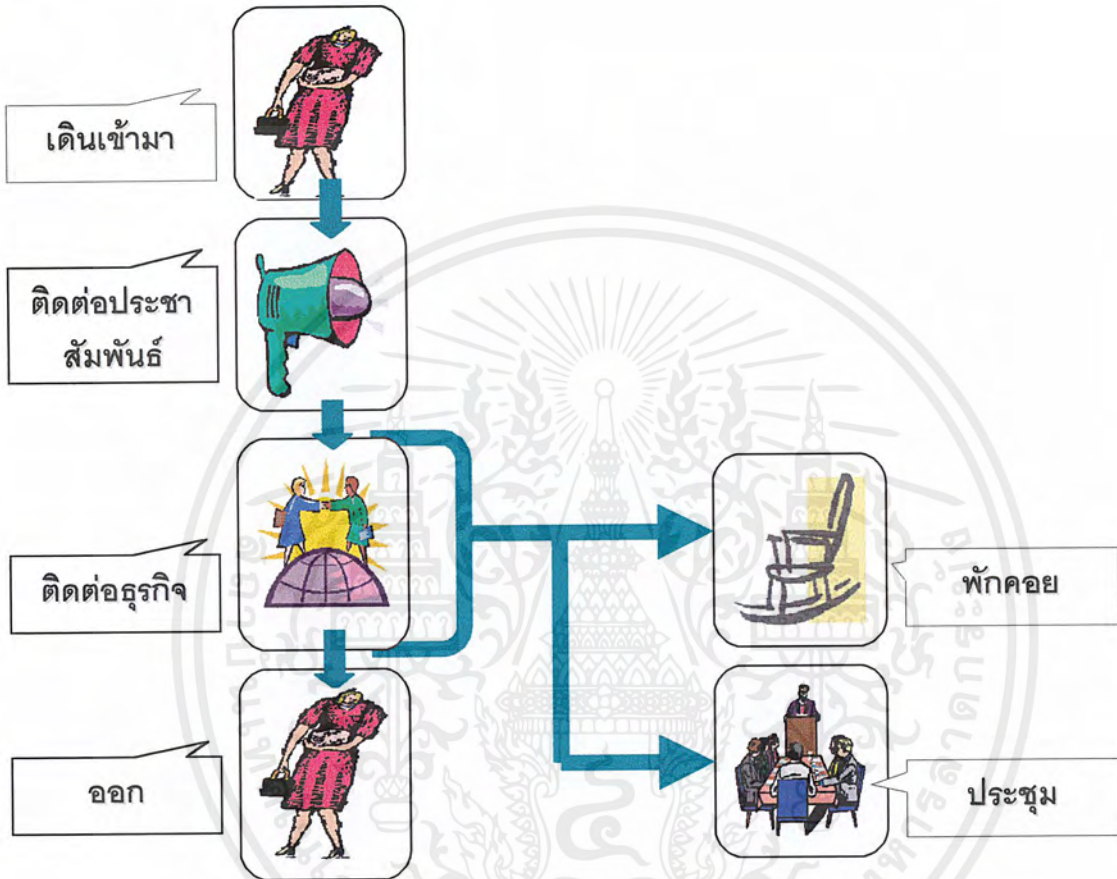 เดินเข้ามา
ติดต่อประชา
สัมพันธ์
ติดต่อธุรกิจ
พักคอย
ออก
ประชุม